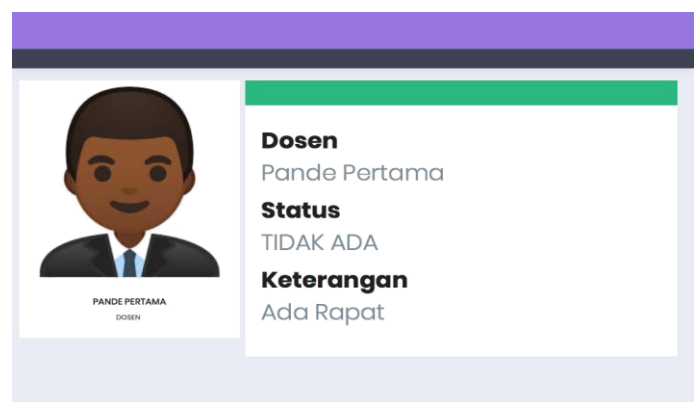 PANDE PERTAMA
DOSEN
Dosen
Pande Pertama
Status
TIDAK ADA
Keterangan
Ada Rapat